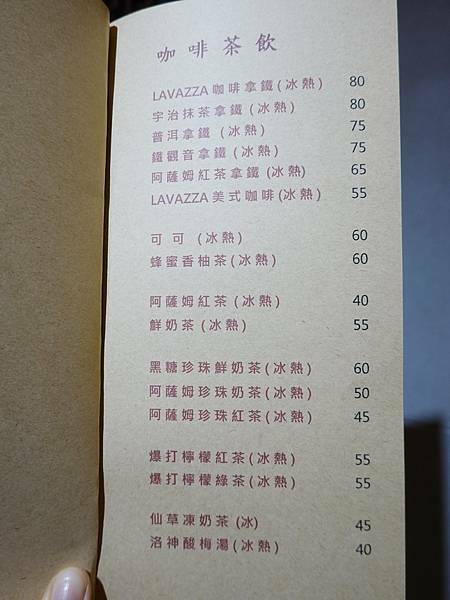 咖啡茶飲
LAVAZZA 咖啡拿鐵 (冰熱) 80
宇治抹茶拿鐵 (冰熱) 80
普洱拿鐵 (冰熱) 75
鐵觀音拿鐵 (冰熱) 75
阿薩姆紅茶拿鐵 (冰熱) 65
LAVAZZA 美式咖啡 (冰熱) 55
可可 (冰熱) 60
蜂蜜香柚茶 (冰熱) 60
阿薩姆紅茶 (冰熱) 40
鮮奶茶 (冰熱) 55
黑糖珍珠鮮奶茶 (冰熱) 60
阿薩姆珍珠奶茶 (冰熱) 50
阿薩姆珍珠紅茶 (冰熱) 45
爆打檸檬紅茶 (冰熱) 55
爆打檸檬綠茶 (冰熱) 55
仙草凍奶茶 (冰) 45
洛神酸梅湯 (冰熱) 40